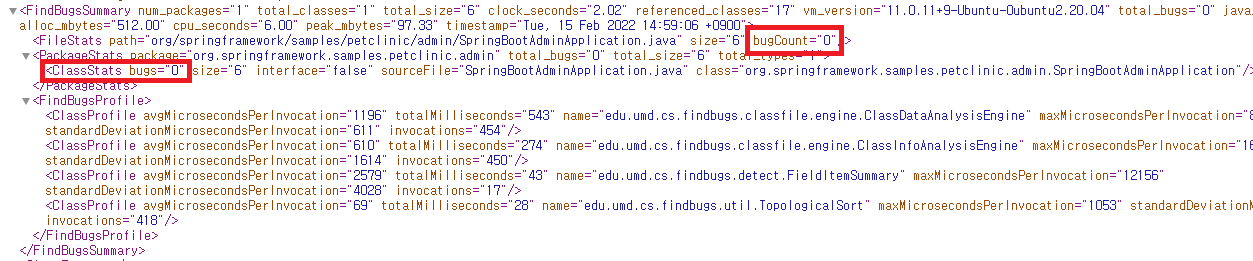 ▼<FindBugsSummary num_packages="1" total_classes="1" total_size="6" clock_seconds="2.02" referenced_classes="17" vm_version="11.0.11+9-Ubuntu-0ubuntu2.20.04" total_bugs="0" java
alloc_mbytes="512.00" cpu_seconds="6.00" peak_mbytes="97.33" timestamp="Tue, 15 Feb 2022 14:59:06 +0900">
<FileStats path="org/springframework/samples/petclinic/admin/SpringBootAdminApplication.java" size="6" bugCount="0"/>
▼<PackageStats package="org.springframework.samples.petclinic.admin" total_bugs="0" total_size="6" total_types="1">
<ClassStats bugs="0" size="6" interface="false" sourceFile="SpringBootAdminApplication.java" class="org.springframework.samples.petclinic.admin.SpringBootAdminApplication"/>
</PackageStats>
▼<FindBugsProfile>
<ClassProfile avgMicrosecondsPerInvocation="1196" totalMilliseconds="543" name="edu.umd.cs.findbugs.classfile.engine.ClassDataAnalysisEngine" maxMicrosecondsPerInvocation="8
standardDeviationMicrosecondsPerInvocation="611" invocations="454"/>
<ClassProfile avgMicrosecondsPerInvocation="610" totalMilliseconds="274" name="edu.umd.cs.findbugs.classfile.engine.ClassInfoAnalysisEngine" maxMicrosecondsPerInvocation="16
standardDeviationMicrosecondsPerInvocation="1614" invocations="450"/>
<ClassProfile avgMicrosecondsPerInvocation="2579" totalMilliseconds="43" name="edu.umd.cs.findbugs.detect.FieldItemSummary" maxMicrosecondsPerInvocation="12156"
standardDeviationMicrosecondsPerInvocation="4028" invocations="17"/>
<ClassProfile avgMicrosecondsPerInvocation="69" totalMilliseconds="28" name="edu.umd.cs.findbugs.util.TopologicalSort" maxMicrosecondsPerInvocation="1053" standardDeviation
invocations="418"/>
</FindBugsProfile>
</FindBugsSummary>